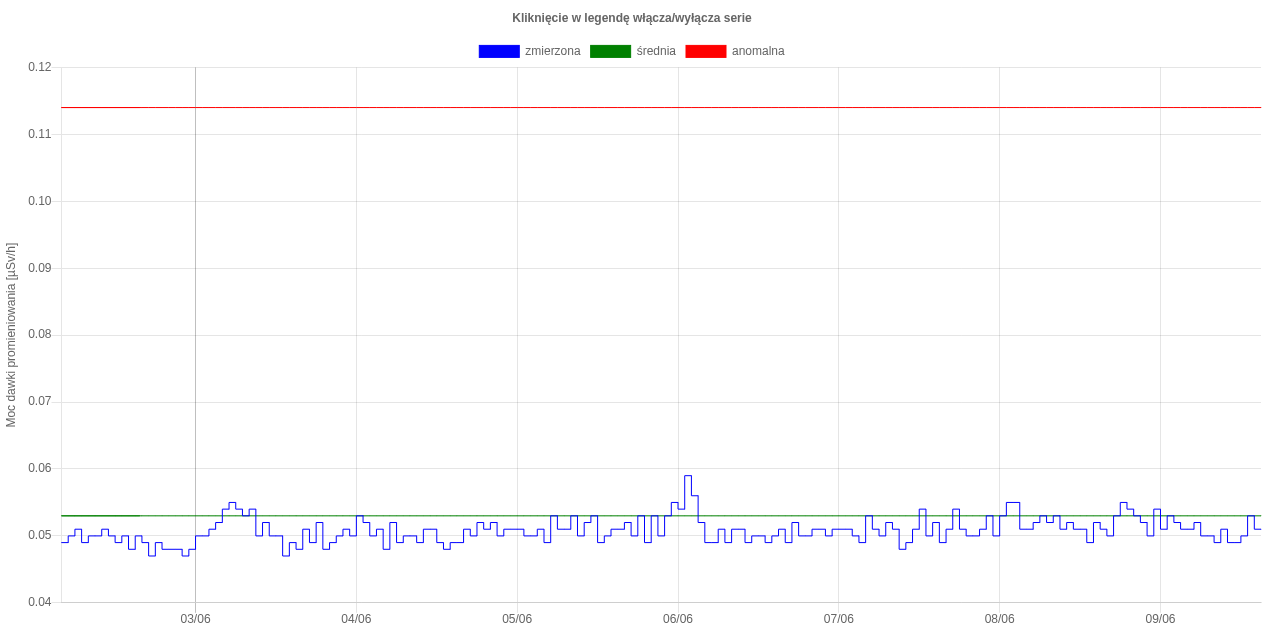 Kliknięcie w legendę włącza/wyłącza serie
zmierzona średnia anomalna
Moc dawki promieniowania [µSv/h]
0.12
0.11
0.10
0.09
0.08
0.07
0.06
0.05
0.04
03/06 04/06 05/06 06/06 07/06 08/06 09/06